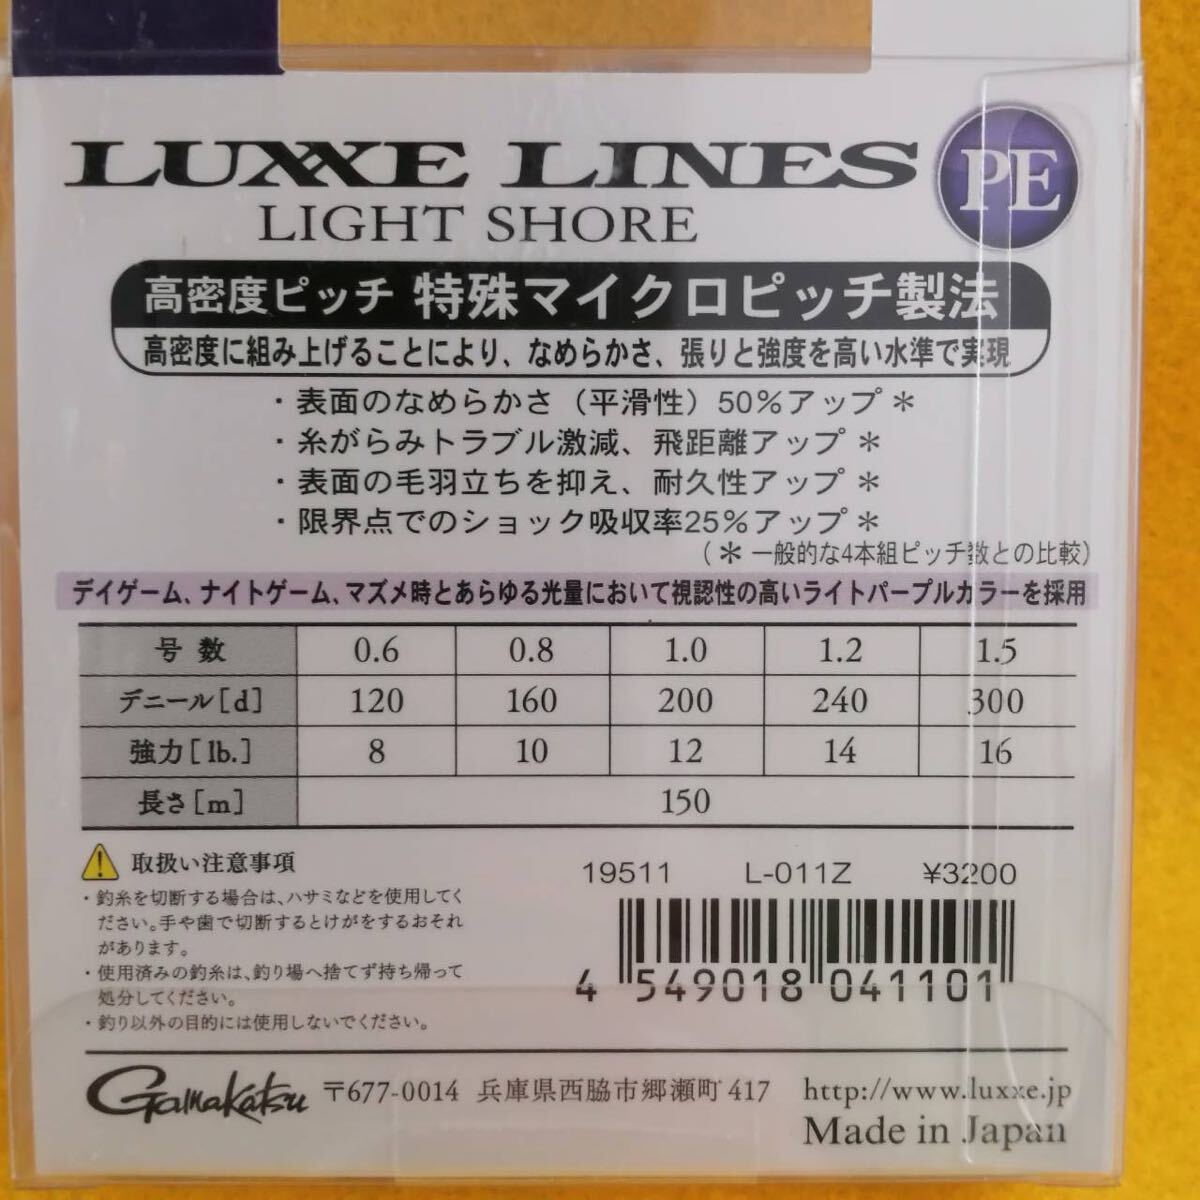 LUXXE LINES PE
LIGHT SHORE
高密度ピッチ 特殊マイクロピッチ製法
高密度に組み上げることにより、なめらかさ、張りと強度を高い水準で実現
・表面のなめらかさ（平滑性）50%アップ＊
・糸がらみトラブル激減、飛距離アップ＊
・表面の毛羽立ちを抑え、耐久性アップ＊
・限界点でのショック吸収率25%アップ＊
（＊一般的な4本組ピッチ数との比較）
デイゲーム、ナイトゲーム、マズメ時とあらゆる光量において視認性の高いライトパープルカラーを採用
号数 0.6 0.8 1.0 1.2 1.5
デニール[d] 120 160 200 240 300
強力[lb.] 8 10 12 14 16
長さ[m] 150
取扱い注意事項
・釣糸を切断する場合は、ハサミなどを使用してく
ださい。手や歯で切断するとけがをするおそれ
があります。
・使用済みの釣糸は、釣り場へ捨てず持ち帰って
処分してください。
・釣り以外の目的には使用しないでください。
19511 L-011Z ¥3200
4 549018 041101
Gamakatsu 〒677-0014 兵庫県西脇市郷瀬町417 http://www.luxxe.jp
Made in Japan